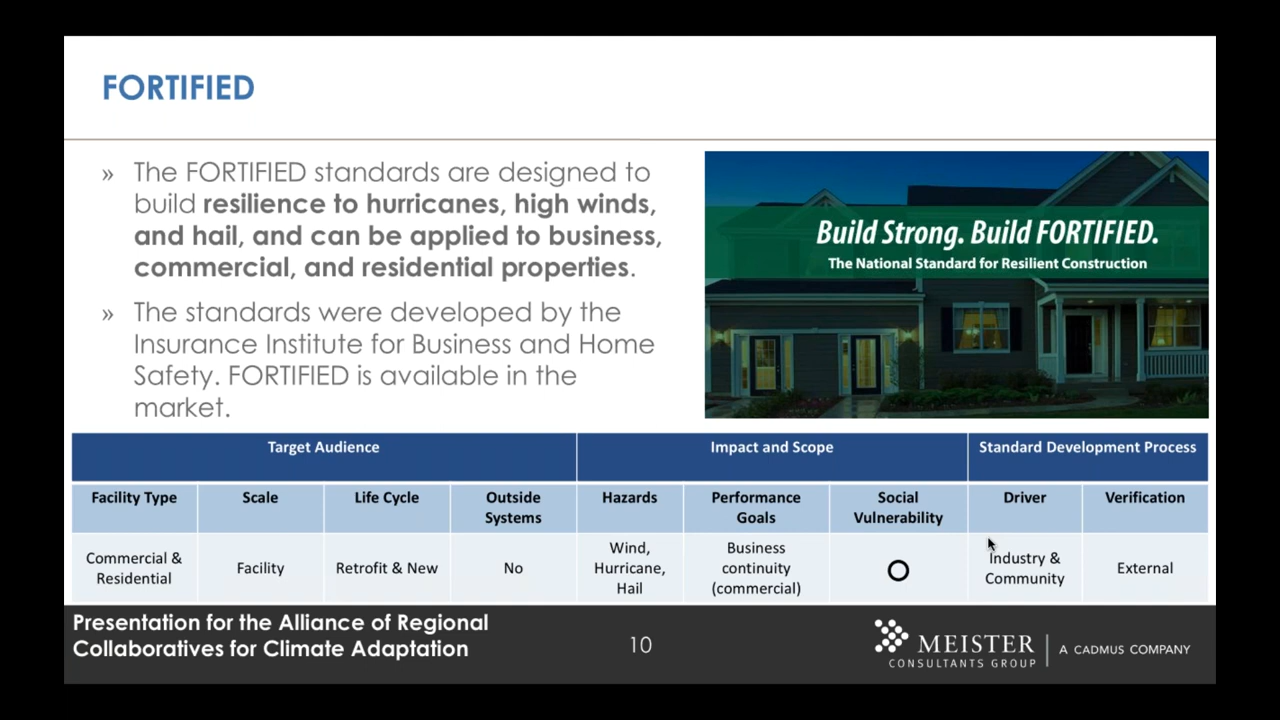 FORTIFIED
» The FORTIFIED standards are designed to
build resilience to hurricanes, high winds,
and hail, and can be applied to business,
commercial, and residential properties.
» The standards were developed by the
Insurance Institute for Business and Home
Safety. FORTIFIED is available in the
market.
Build Strong. Build FORTIFIED.
The National Standard for Resilient Construction
Target Audience Impact and Scope Standard Development Process
Facility Type Scale Life Cycle Outside Systems Hazards Performance Goals Social Vulnerability Driver Verification
Commercial & Residential Facility Retrofit & New No Wind, Hurricane, Hail Business continuity (commercial) O Industry & Community External
Presentation for the Alliance of Regional
Collaboratives for Climate Adaptation
10
MEISTER
CONSULTANTS GROUP
A CADMUS COMPANY